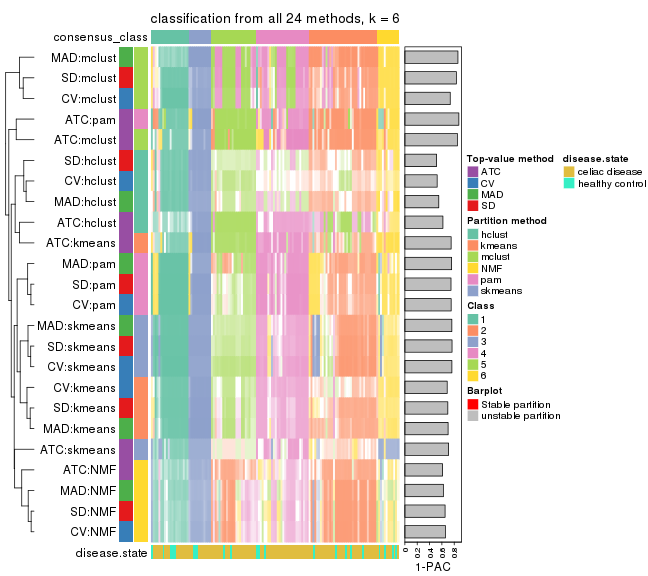 classification from all 24 methods, k = 6
consensus_class
MAD:mclust
SD:mclust
CV:mclust
ATC:pam
ATC:mclust
SD:hclust
CV:hclust
MAD:hclust
ATC:hclust
ATC:kmeans
MAD:pam
SD:pam
CV:pam
MAD:skmeans
SD:skmeans
CV:skmeans
CV:kmeans
SD:kmeans
MAD:kmeans
ATC:skmeans
ATC:NMF
MAD:NMF
SD:NMF
CV:NMF
disease.state
0 0.2 0.4 0.6 0.8
1-PAC
Top-value method
ATC
CV
MAD
SD
Partition method
hclust
kmeans
mclust
NMF
pam
skmeans
Class
1
2
3
4
5
6
Barplot
Stable partition
unstable partition
disease.state
celiac disease
healthy control